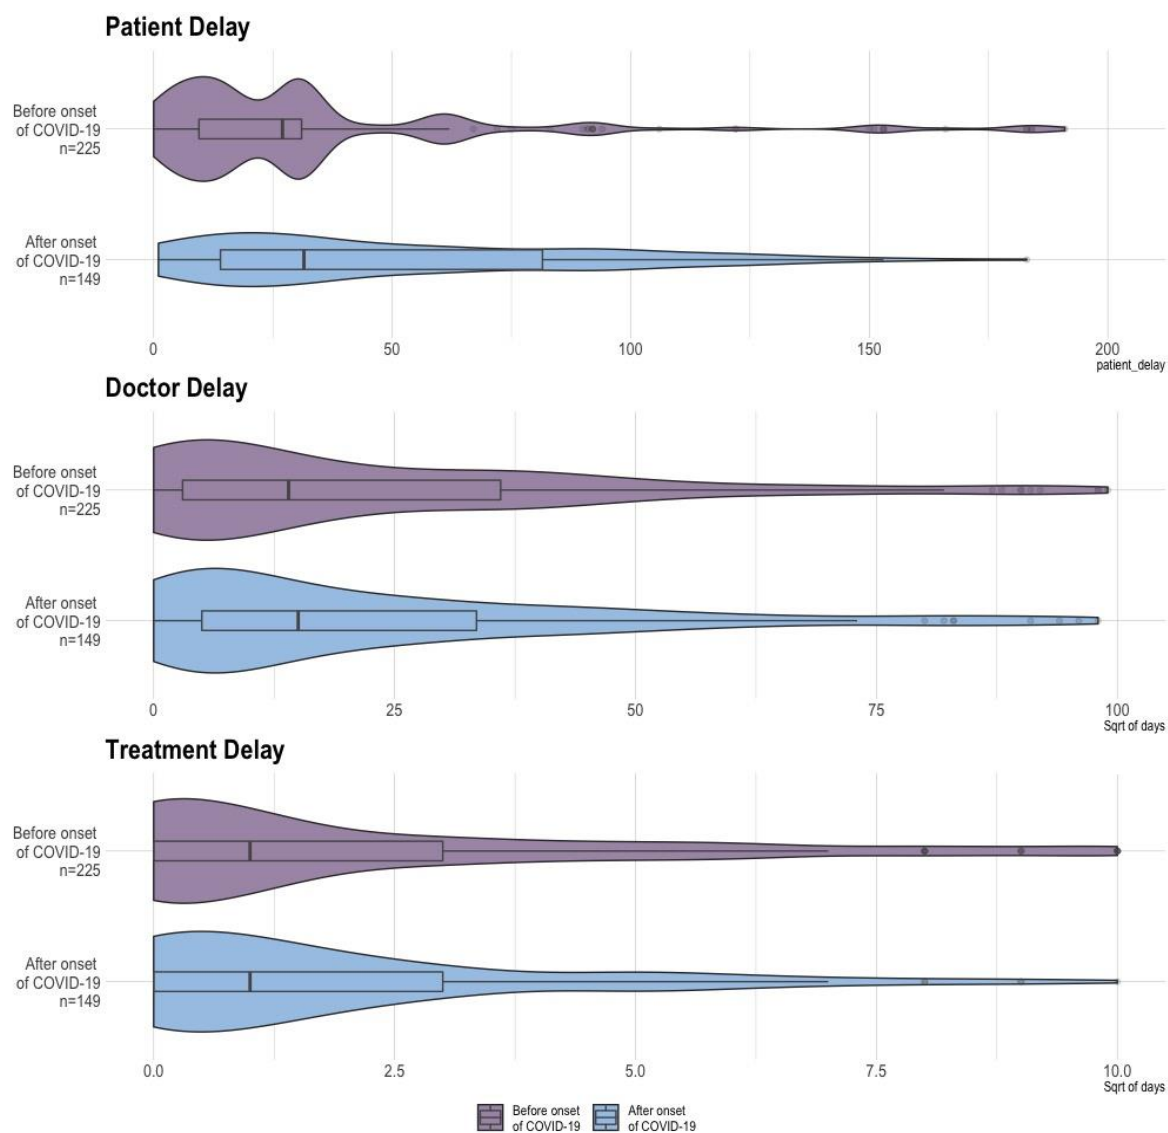 Patient Delay
Before onset
of COVID-19
n=225
After onset
of COVID-19
n=149
0 50 100 150 200
patient_delay
Doctor Delay
Before onset
of COVID-19
n=225
After onset
of COVID-19
n=149
0 25 50 75 100
Sqrt of days
Treatment Delay
Before onset
of COVID-19
n=225
After onset
of COVID-19
n=149
0.0 2.5 5.0 7.5 10.0
Sqrt of days
Before onset After onset
of COVID-19 of COVID-19